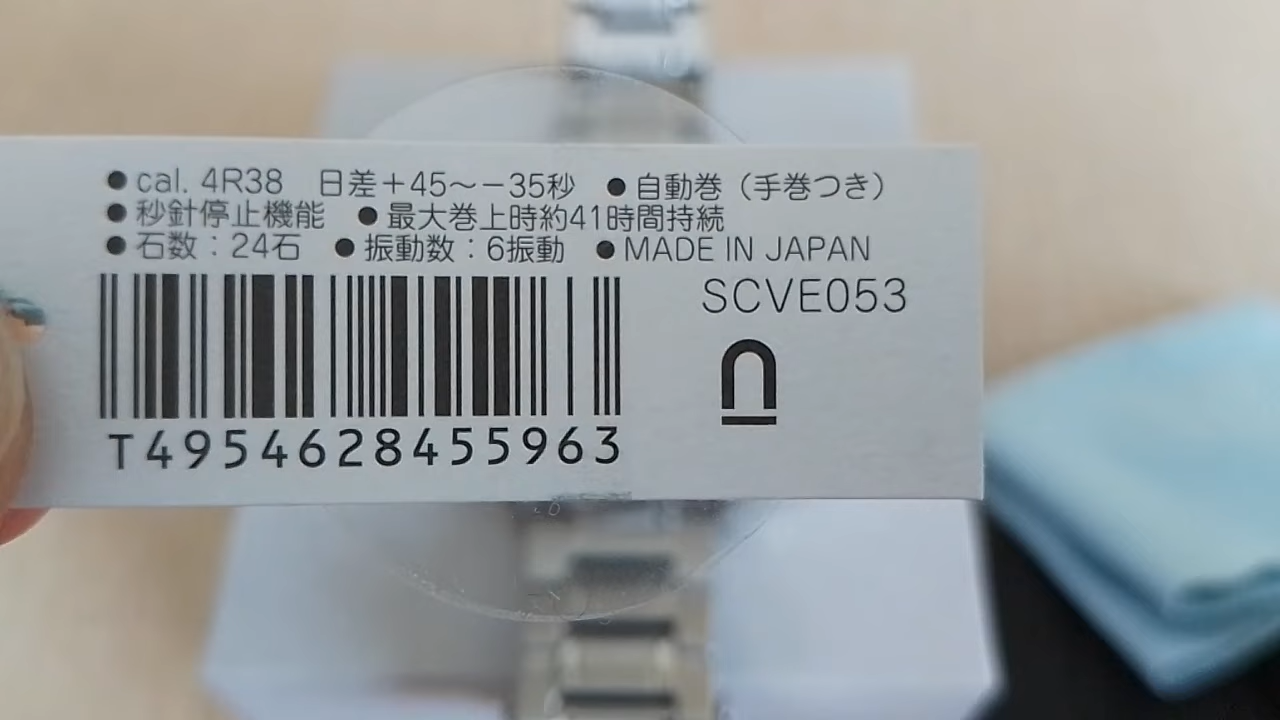 ● cal. 4R38　日差＋45～－35秒　● 自動巻（手巻つき）
● 秒針停止機能　● 最大巻上時約41時間持続
● 石数：24石　● 振動数：6振動　● MADE IN JAPAN
SCVE053
T4954628455963